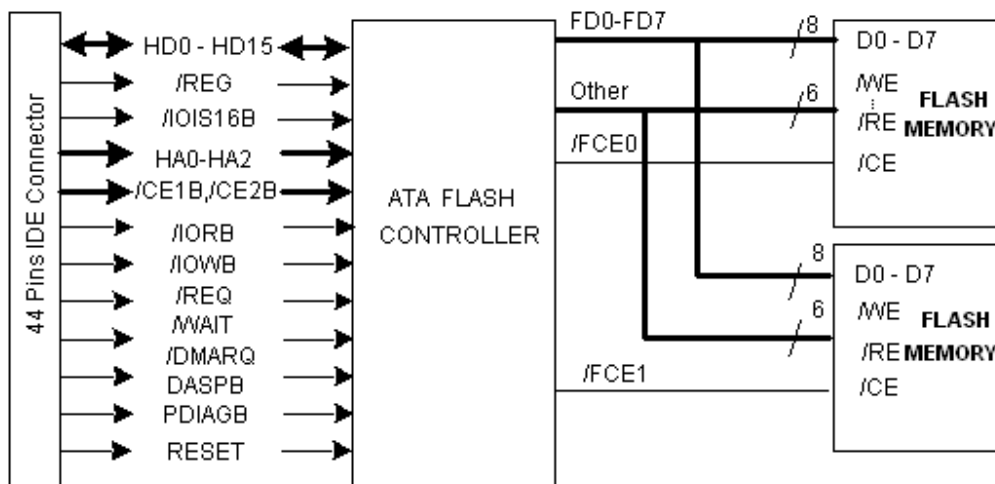 44 Pins IDE Connector
HD0 - HD15
/REG
/IOIS16B
HA0-HA2
/CE1B,/CE2B
/IORB
/IOWB
/REQ
/WAIT
/DMARQ
DASPB
PDIAGB
RESET
ATA FLASH
CONTROLLER
FD0-FD7
8
Other
6
/FCE0
D0 - D7
/WE
/RE
/CE
FLASH
MEMORY
8
6
/FCE1
D0 - D7
/WE
/RE
/CE
FLASH
MEMORY